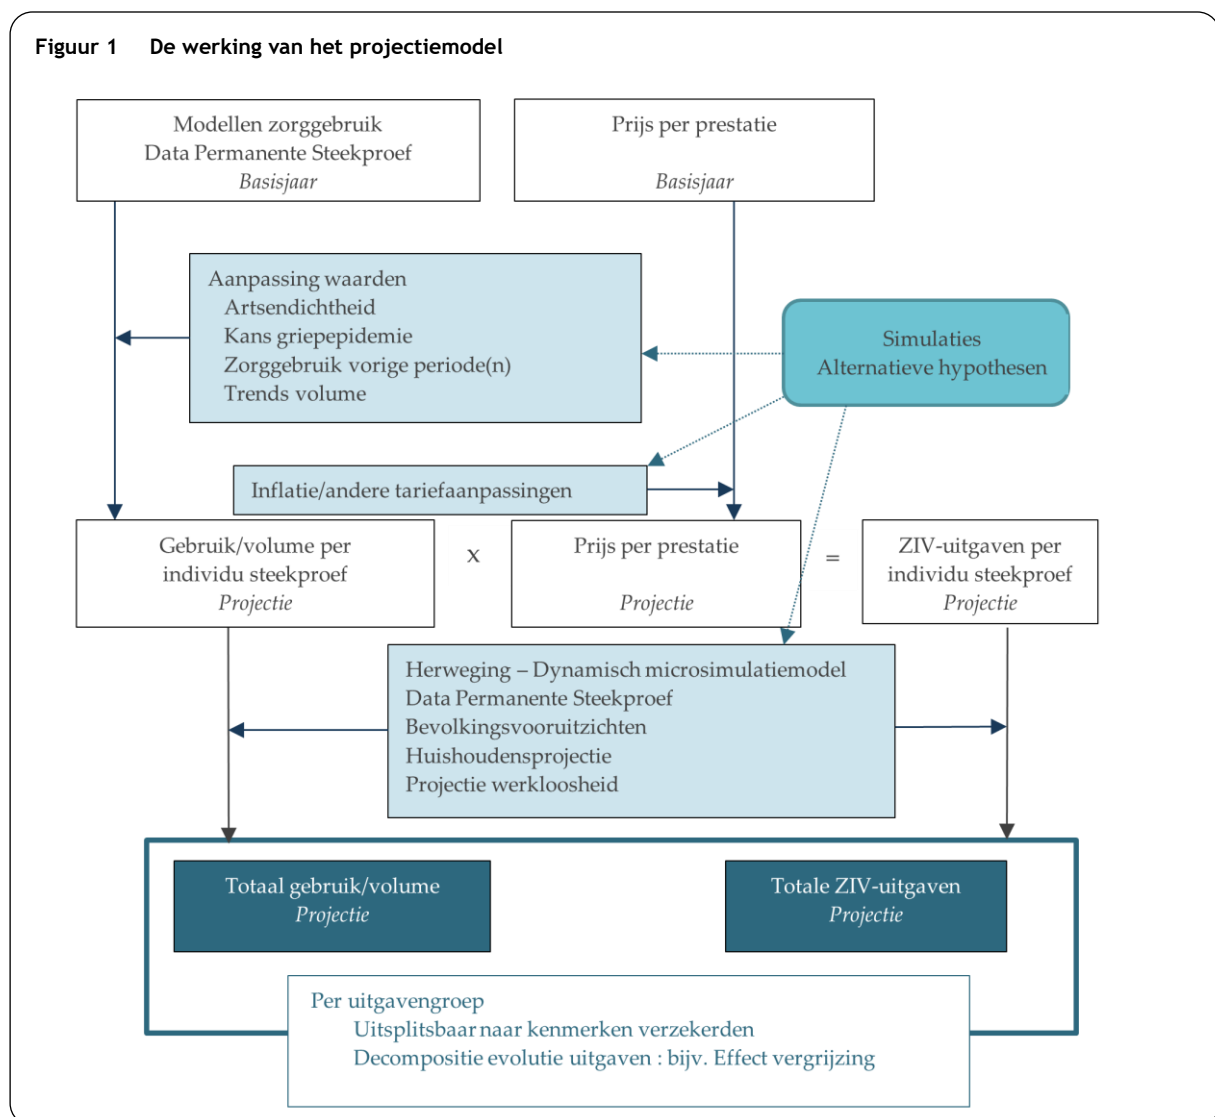 Figuur 1 De werking van het projectiemodel
Modellen zorggebruik
Data Permanente Steekproef
Basisjaar
Prijs per prestatie
Basisjaar
Aanpassing waarden
Artsendichtheid
Kans griepepidemie
Zorggebruik vorige periode(n)
Trends volume
Simulaties
Alternatieve hypothesen
Inflatie/andere tariefaanpassingen
Gebruik/volume per
individu steekproef
Projectie
x
Prijs per prestatie
Projectie
=
ZIV-uitgaven per
individu steekproef
Projectie
Herweging – Dynamisch microsimulatiemodel
Data Permanente Steekproef
Bevolkingsvooruitzichten
Huishoudensprojectie
Projectie werkloosheid
Totaal gebruik/volume
Projectie
Totale ZIV-uitgaven
Projectie
Per uitgavengroep
Uitsplitsbaar naar kenmerken verzekerden
Decompositie evolutie uitgaven : bijv. Effect vergrijzing